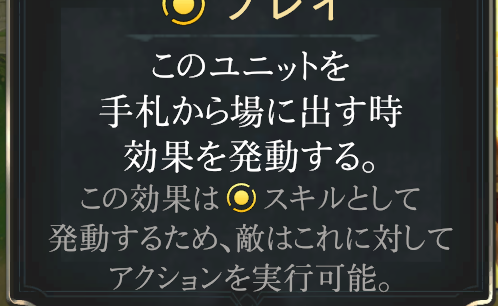 プレイ
このユニットを
手札から場に出す時
効果を発動する。
この効果はスキルとして
発動するため、敵はこれに対して
アクションを実行可能。